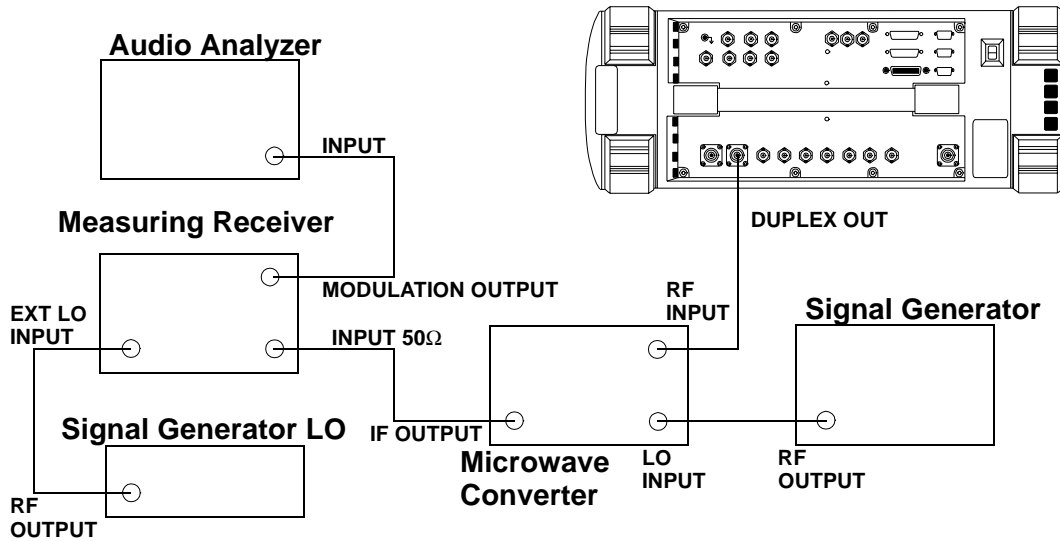 Audio Analyzer
INPUT
Measuring Receiver
DUPLEX OUT
MODULATION OUTPUT
RF
INPUT
Signal Generator
EXT LO
INPUT
INPUT 50Ω
Signal Generator LO
IF OUTPUT
Microwave
Converter
LO
INPUT
RF
OUTPUT
RF
OUTPUT